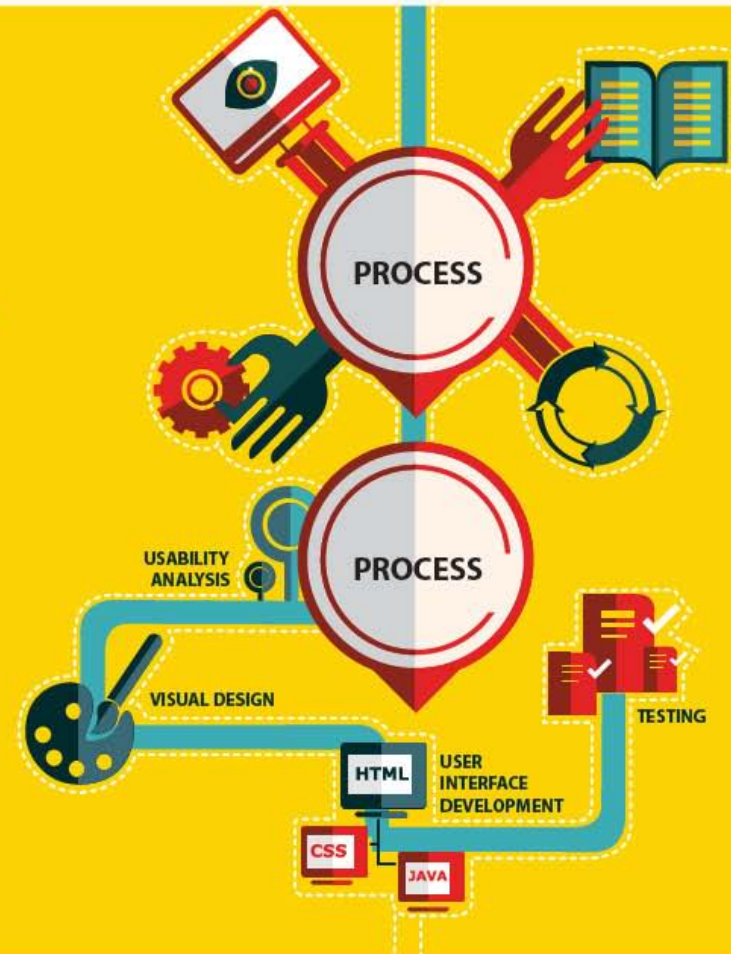 PROCESS
PROCESS
USABILITY
ANALYSIS
VISUAL DESIGN
TESTING
HTML
USER
INTERFACE
DEVELOPMENT
CSS
JAVA